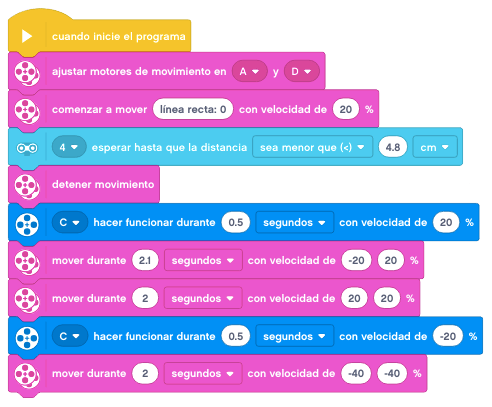 cuando inicie el programa
ajustar motores de movimiento en A y D
comenzar a mover línea recta: 0 con velocidad de 20 %
4 esperar hasta que la distancia sea menor que (<) 4.8 cm
detener movimiento
C hacer funcionar durante 0.5 segundos con velocidad de 20 %
mover durante 2.1 segundos con velocidad de -20 20 %
mover durante 2 segundos con velocidad de 20 20 %
C hacer funcionar durante 0.5 segundos con velocidad de -20 %
mover durante 2 segundos con velocidad de -40 -40 %